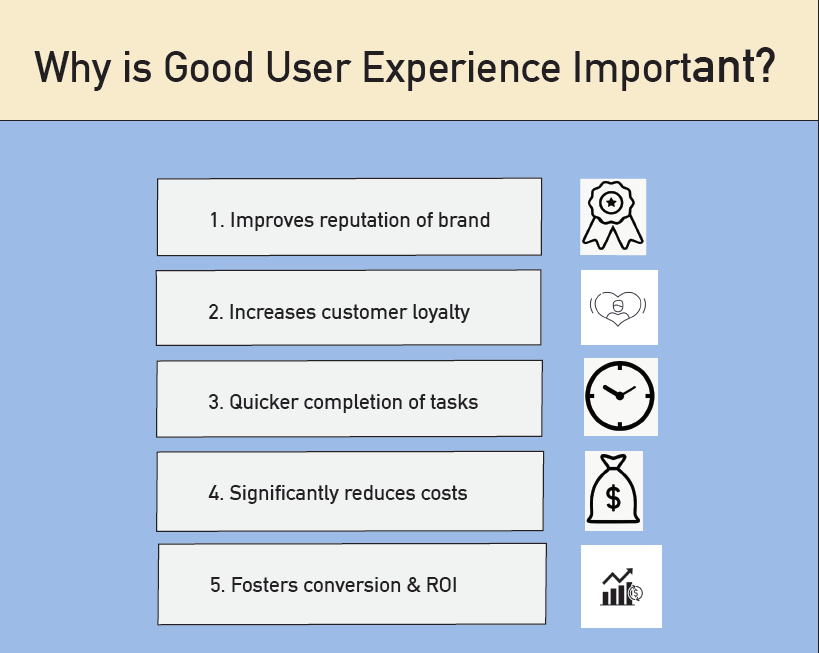 Why is Good User Experience Important?
1. Improves reputation of brand
2. Increases customer loyalty
3. Quicker completion of tasks
4. Significantly reduces costs
$
5. Fosters conversion & ROI
$